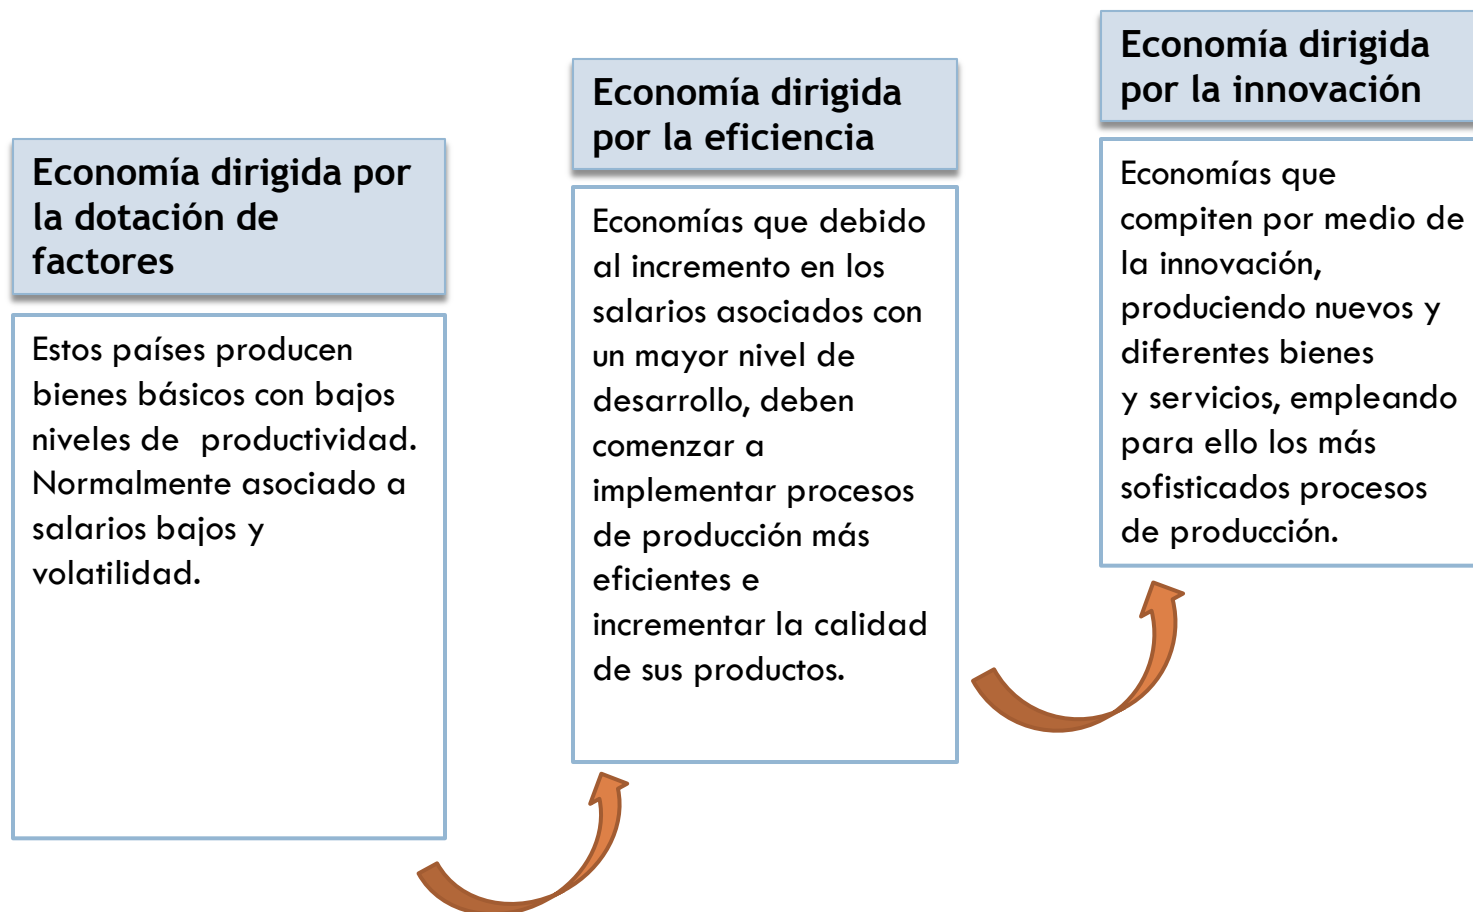 Economía dirigida por
la dotación de
factores
Estos países producen
bienes básicos con bajos
niveles de  productividad.
Normalmente asociado a
salarios bajos y
volatilidad.
Economía dirigida
por la eficiencia
Economías que debido
al incremento en los
salarios asociados con
un mayor nivel de
desarrollo, deben
comenzar a
implementar procesos
de producción más
eficientes e
incrementar la calidad
de sus productos.
Economía dirigida
por la innovación
Economías que
compiten por medio de
la innovación,
produciendo nuevos y
diferentes bienes
y servicios, empleando
para ello los más
sofisticados procesos
de producción.